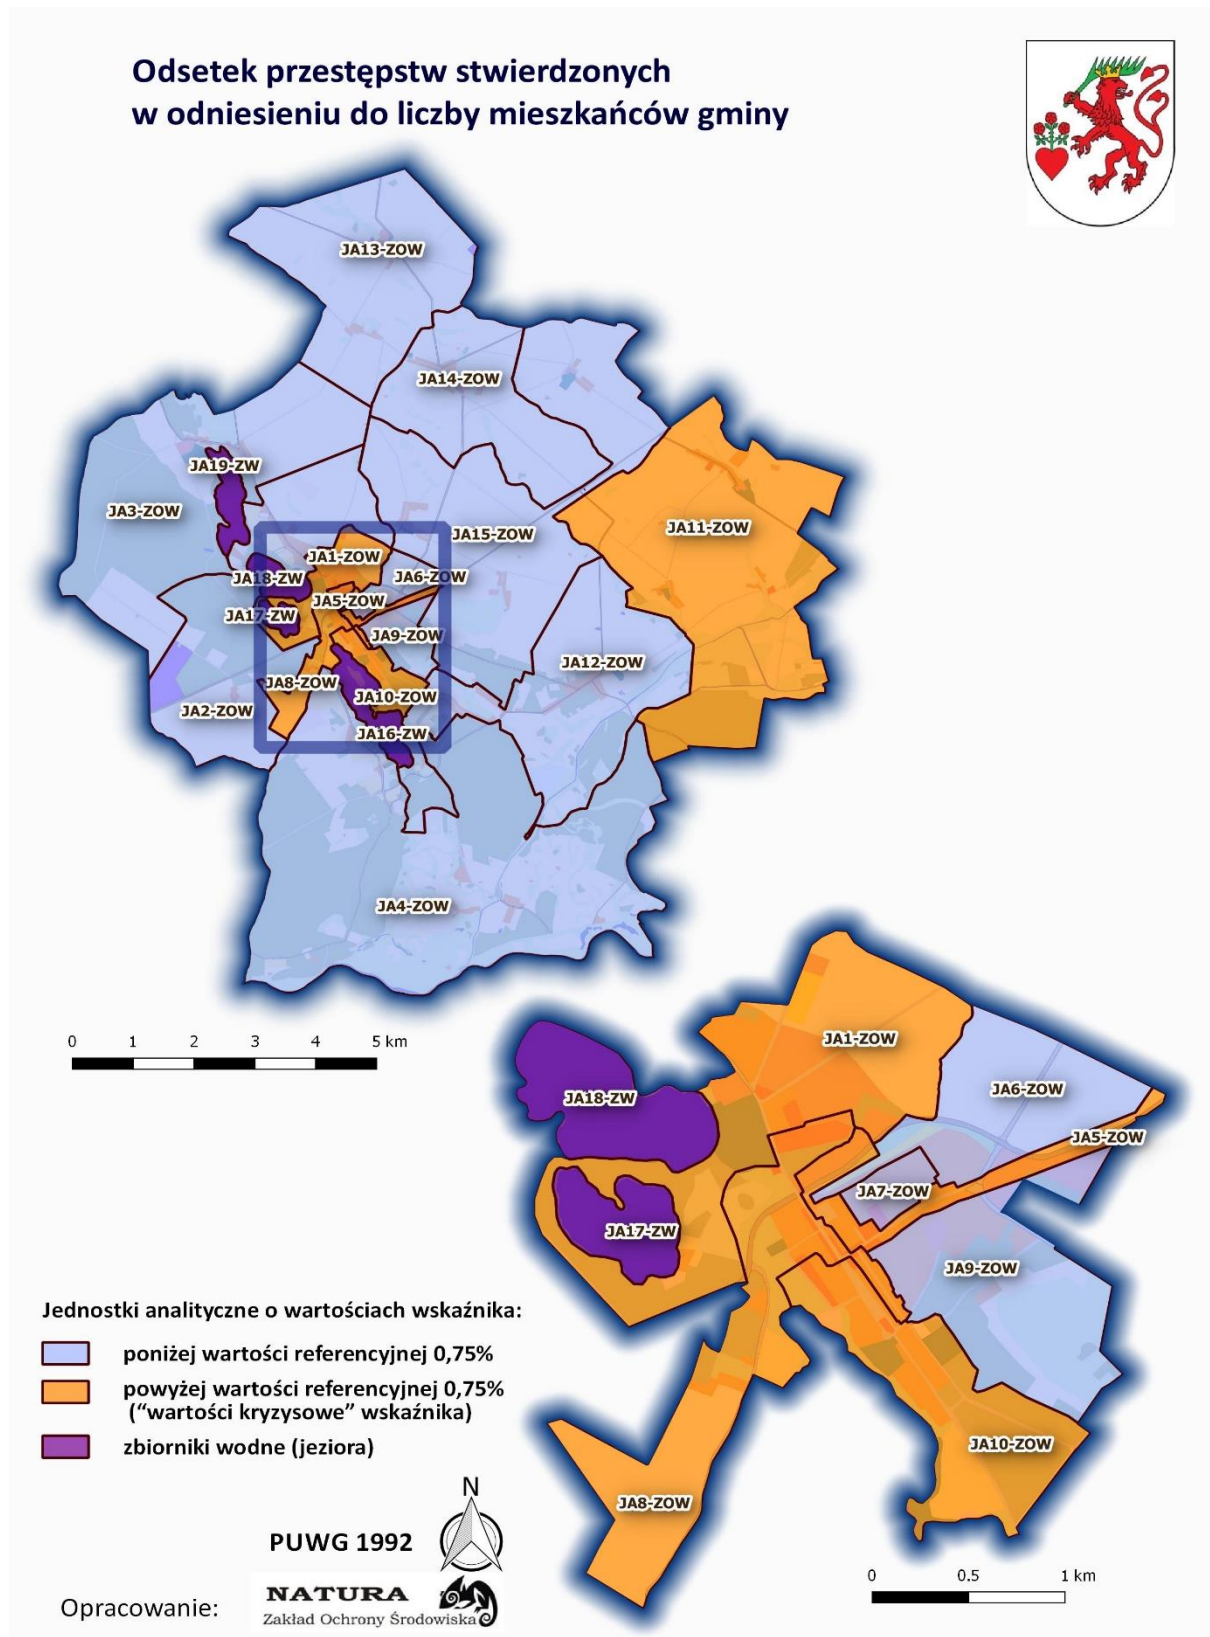 Odsetek przestępstw stwierdzonych
w odniesieniu do liczby mieszkańców gminy
JA13-ZOW
JA14-ZOW
JA19-ZW
JA3-ZOW
JA11-ZOW
JA15-ZOW
JA1-ZOW
JA18-ZW
JA6-ZOW
JA5-ZOW
JA17-ZW
JA9-ZOW
JA12-ZOW
JA8-ZOW
JA10-ZOW
JA2-ZOW
JA16-ZW
JA4-ZOW
0 1 2 3 4 5 km
JA1-ZOW
JA18-ZW
JA6-ZOW
JA5-ZOW
JA7-ZOW
JA17-ZW
JA9-ZOW
JA10-ZOW
JA8-ZOW
Jednostki analityczne o wartościach wskaźnika:
poniżej wartości referencyjnej 0,75%
powyżej wartości referencyjnej 0,75%
(“wartości kryzysowe” wskaźnika)
zbiorniki wodne (jeziora)
N
PUWG 1992
0 0.5 1 km
Opracowanie:
NATURA
Zakład Ochrony Środowiska